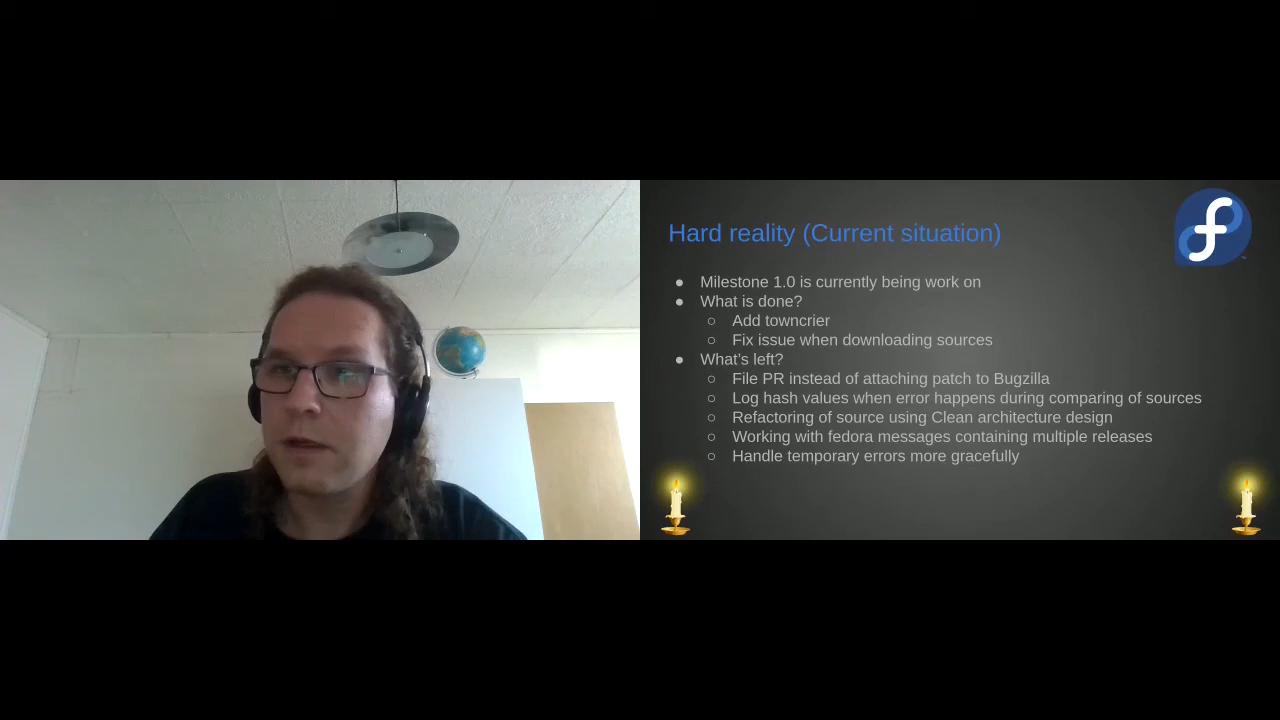 Hard reality (Current situation)
● Milestone 1.0 is currently being work on
● What is done?
○ Add towncrier
○ Fix issue when downloading sources
● What's left?
○ File PR instead of attaching patch to Bugzilla
○ Log hash values when error happens during comparing of sources
○ Refactoring of source using Clean architecture design
○ Working with fedora messages containing multiple releases
○ Handle temporary errors more gracefully